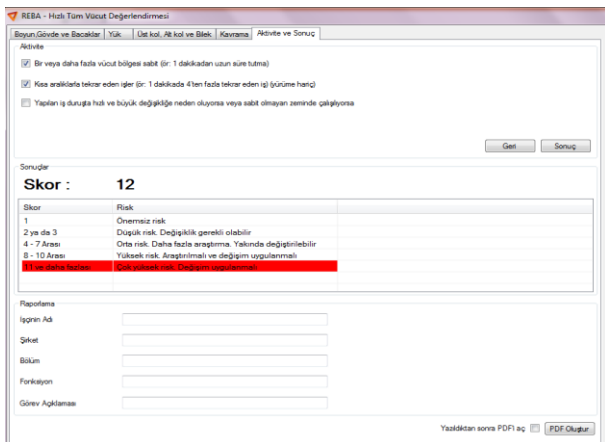 REBA - Hızlı Tüm Vücut Değerlendirmesi
Boyun,Gövde ve Bacaklar Yük Üst kol, Alt kol ve Bilek Kavrama Aktivite ve Sonuç
Aktivite
Bir veya daha fazla vücut bölgesi sabit (ör: 1 dakikadan uzun süre tutma)
Kısa aralıklarla tekrar eden işler (ör: 1 dakikada 4'ten fazla tekrar eden iş) (yürüme hariç)
Yapılan iş duruşta hızlı ve büyük değişikliğe neden oluyorsa veya sabit olmayan zeminde çalışılıyorsa
Geri Sonuç
Sonuçlar
Skor : 12
Skor Risk
1 Önemsiz risk
2 ya da 3 Düşük risk. Değişiklik gerekli olabilir
4 - 7 Arası Orta risk. Daha fazla araştırma. Yakında değiştirilebilir
8 - 10 Arası Yüksek risk. Araştırılmalı ve değişim uygulanmalı
11 ve daha fazlası Çok yüksek risk. Değişim uygulanmalı
Raporlama
İşçinin Adı
Şirket
Bölüm
Fonksiyon
Görev Açıklaması
Yazıldıktan sonra PDF'i aç PDF Oluştur